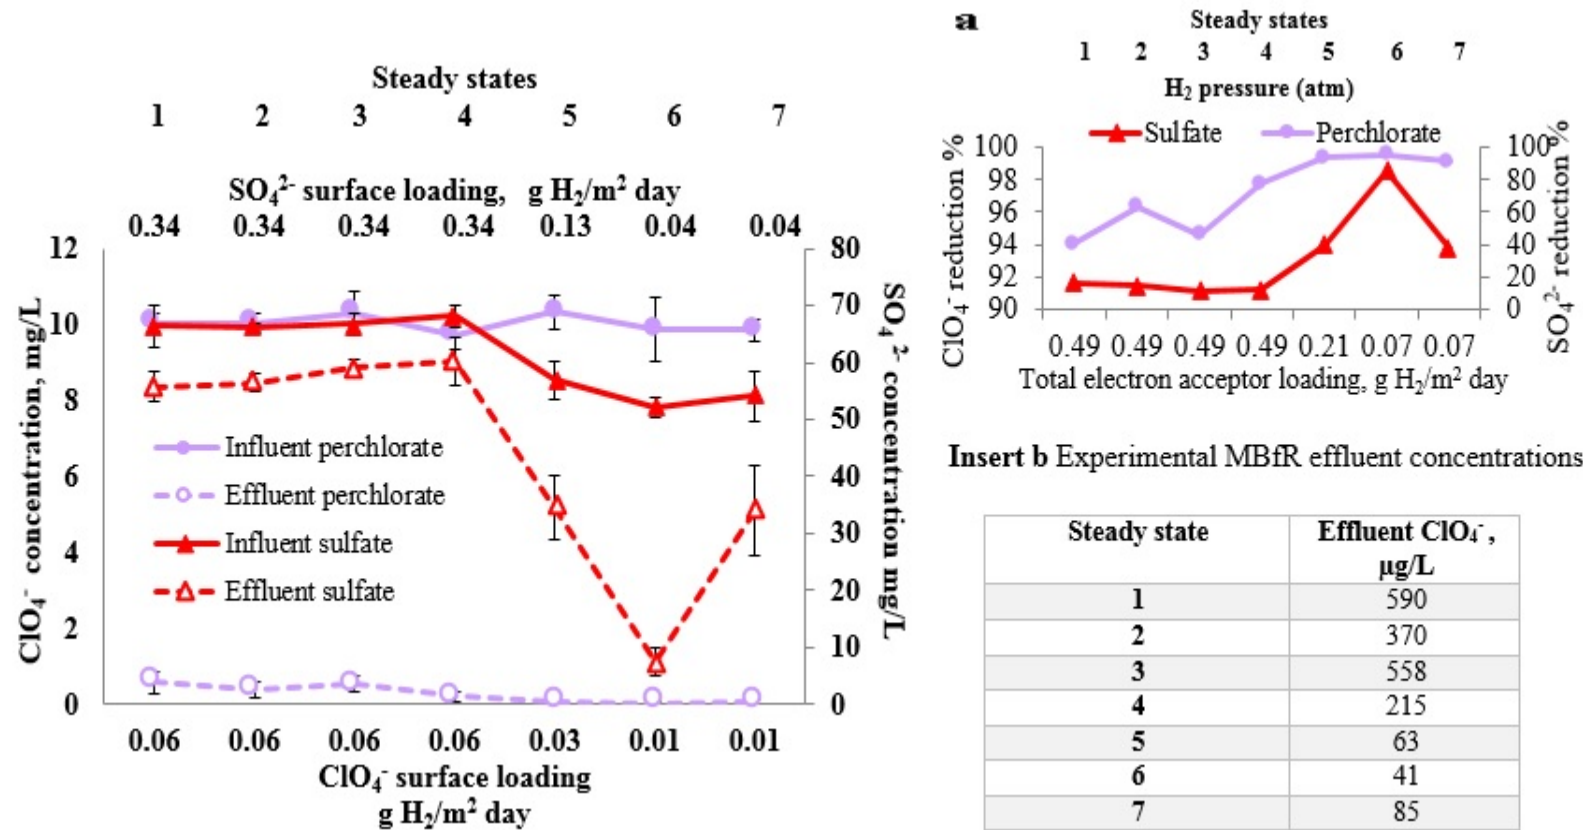 Steady states
1 2 3 4 5 6 7
SO₄²⁻ surface loading, g H₂/m² day
0.34 0.34 0.34 0.34 0.13 0.04 0.04
12
10
8
6
4
2
0
ClO₄⁻ concentration, mg/L
80
70
60
50
40
30
20
10
0
SO₄²⁻ concentration mg/L
Influent perchlorate
Effluent perchlorate
Influent sulfate
Effluent sulfate
0.06 0.06 0.06 0.06 0.03 0.01 0.01
ClO₄⁻ surface loading
g H₂/m² day
a
Steady states
1 2 3 4 5 6 7
H₂ pressure (atm)
Sulfate Perchlorate
ClO₄⁻ reduction %
100
98
96
94
92
90
100
80
60
40
20
0
SO₄²⁻ reduction %
0.49 0.49 0.49 0.49 0.21 0.07 0.07
Total electron acceptor loading, g H₂/m² day
Insert b Experimental MBfR effluent concentrations
Steady state Effluent ClO₄⁻,
µg/L
1 590
2 370
3 558
4 215
5 63
6 41
7 85